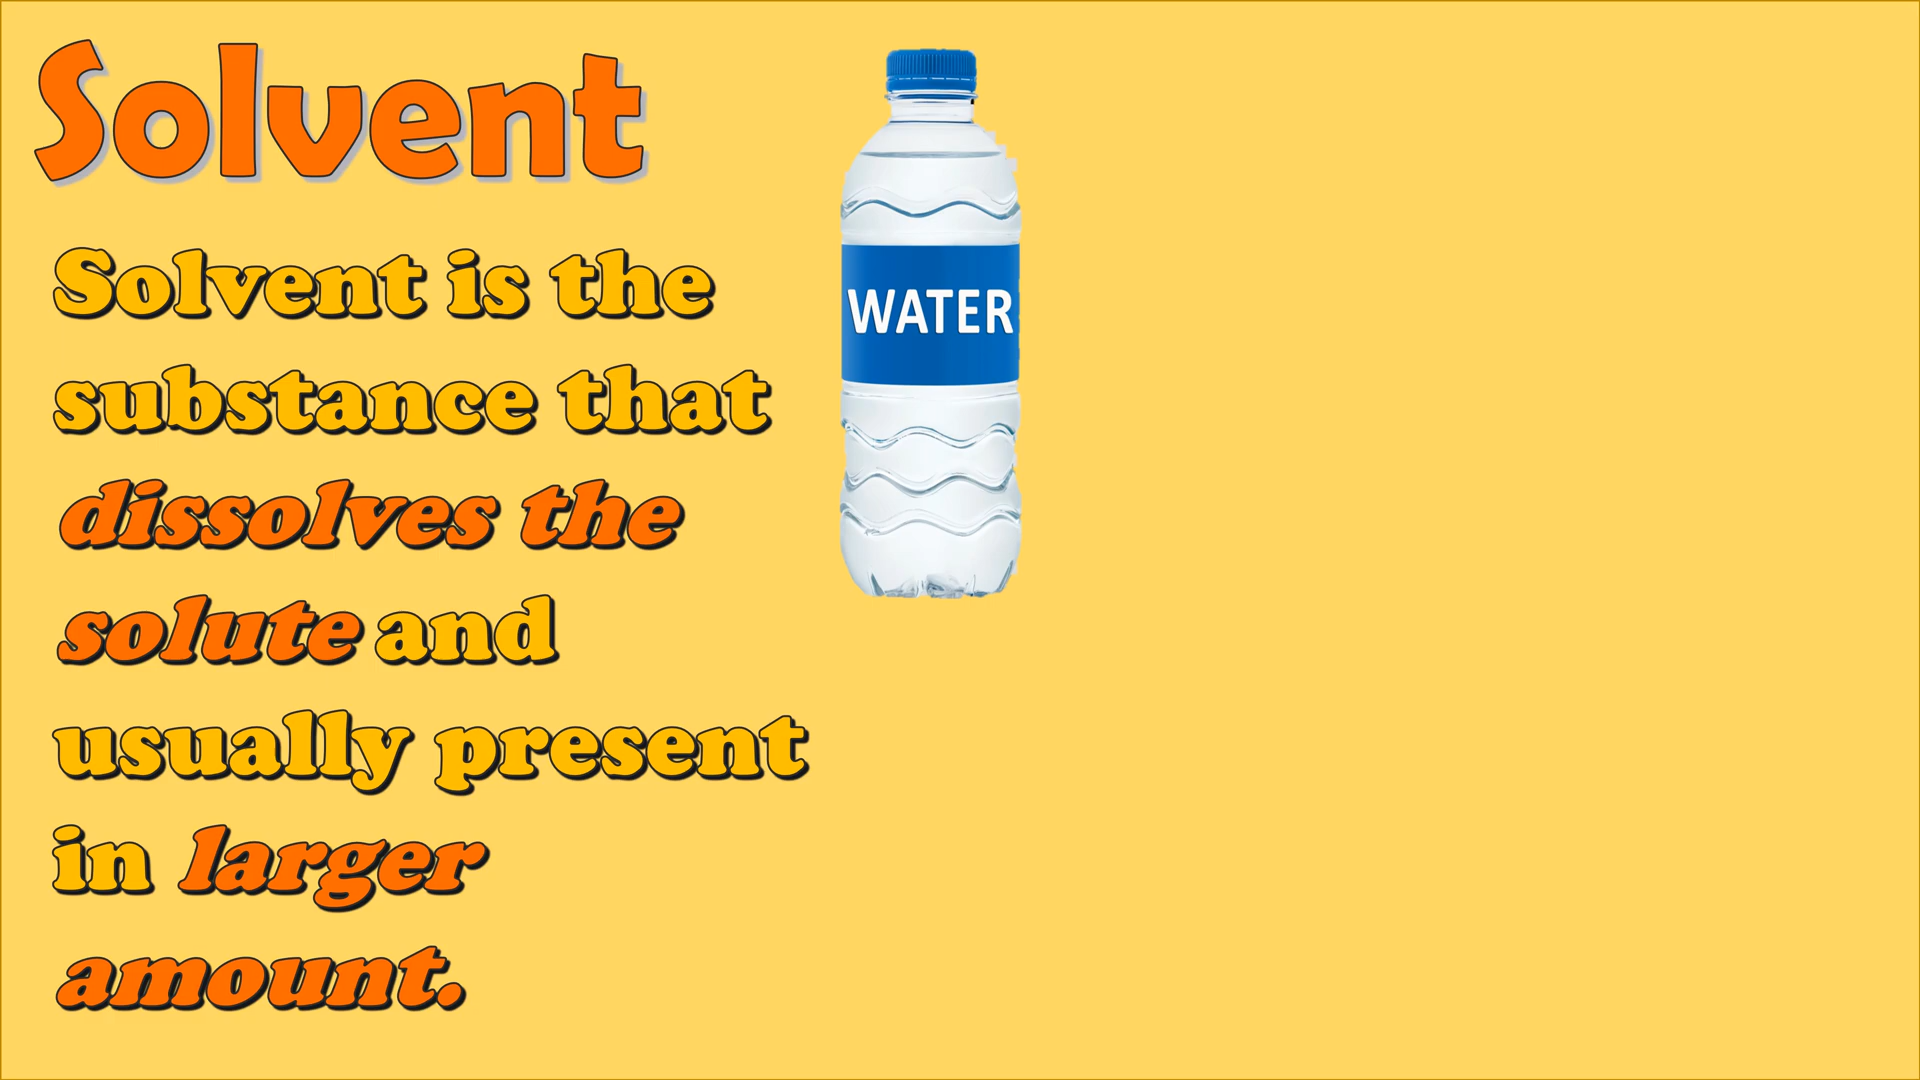 Solvent
Solvent is the
substance that
dissolves the
solute and
usually present
in larger
amount.
WATER